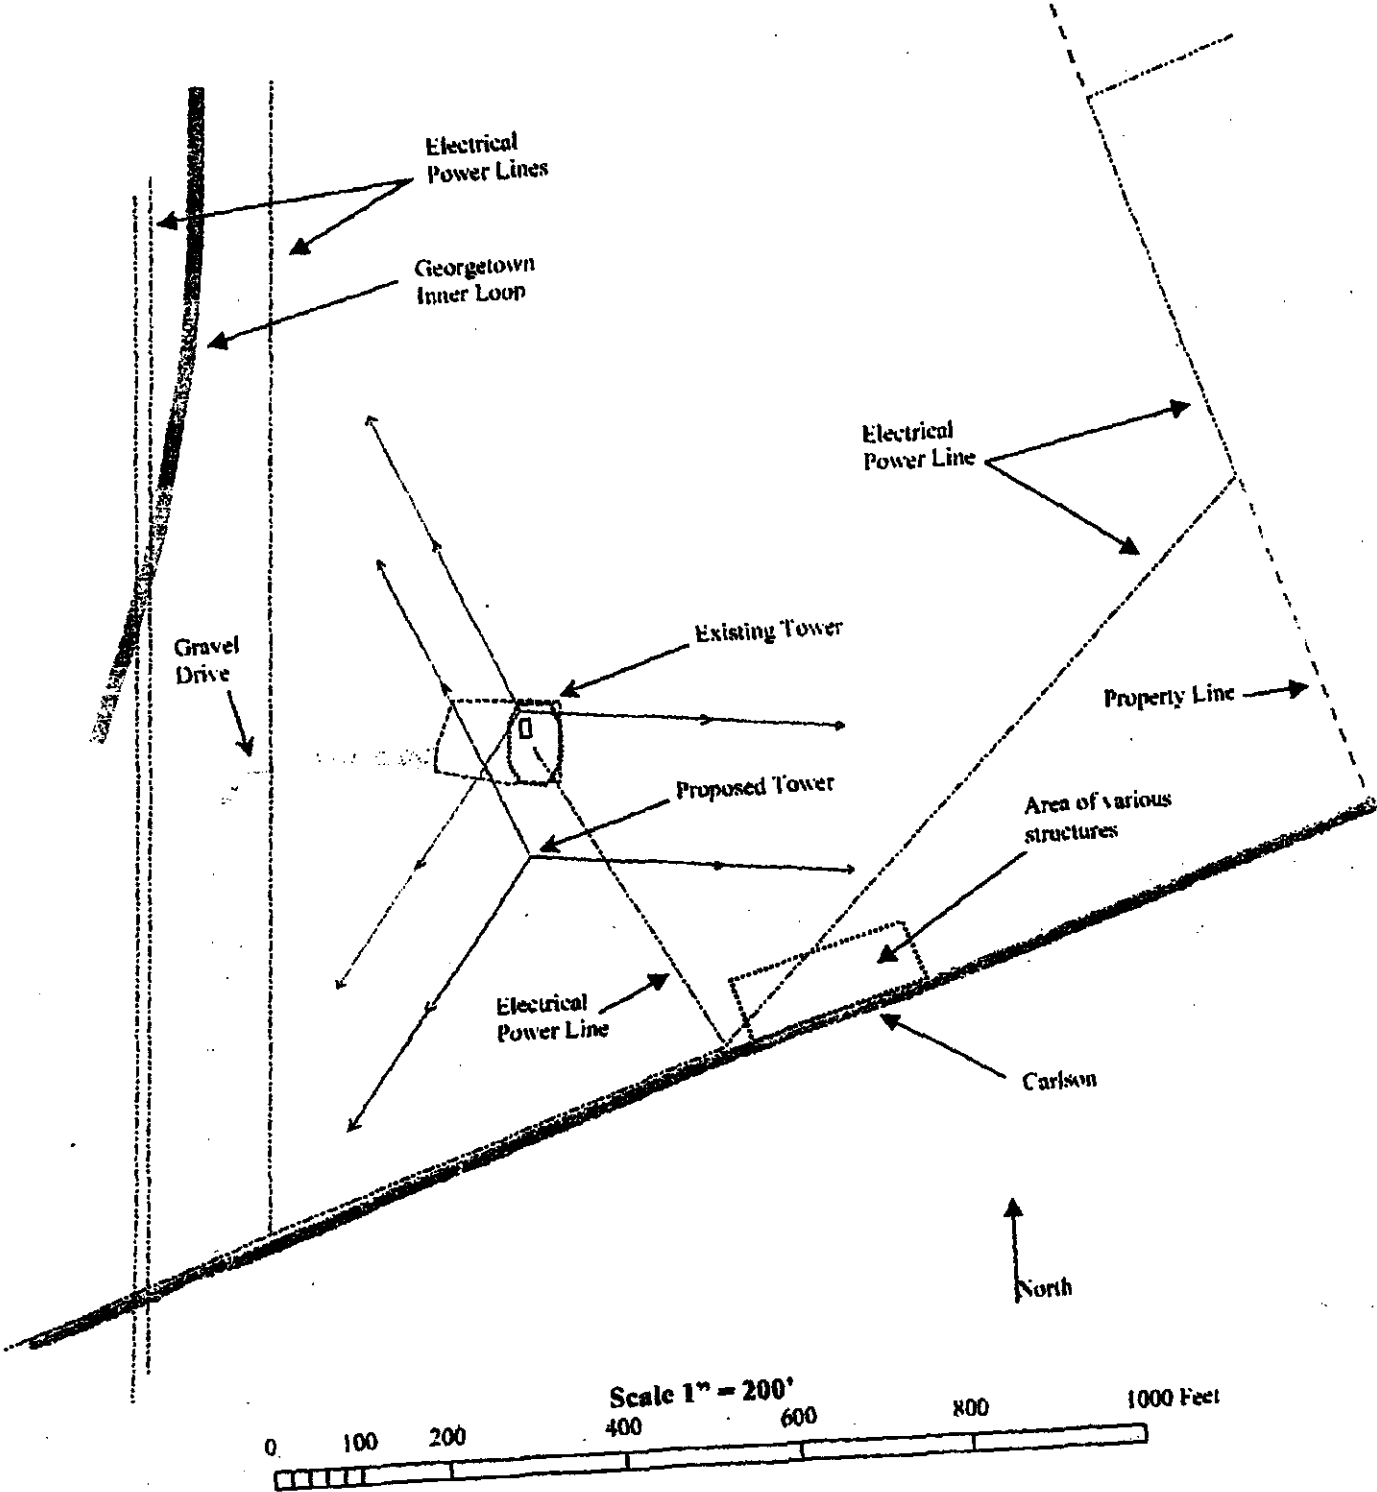 Electrical
Power Lines
Georgetown
Inner Loop
Electrical
Power Line
Gravel
Drive
Existing Tower
Property Line
Proposed Tower
Area of various
structures
Electrical
Power Line
Carlson
North
Scale 1" = 200'
0 100 200 400 600 800 1000 Feet